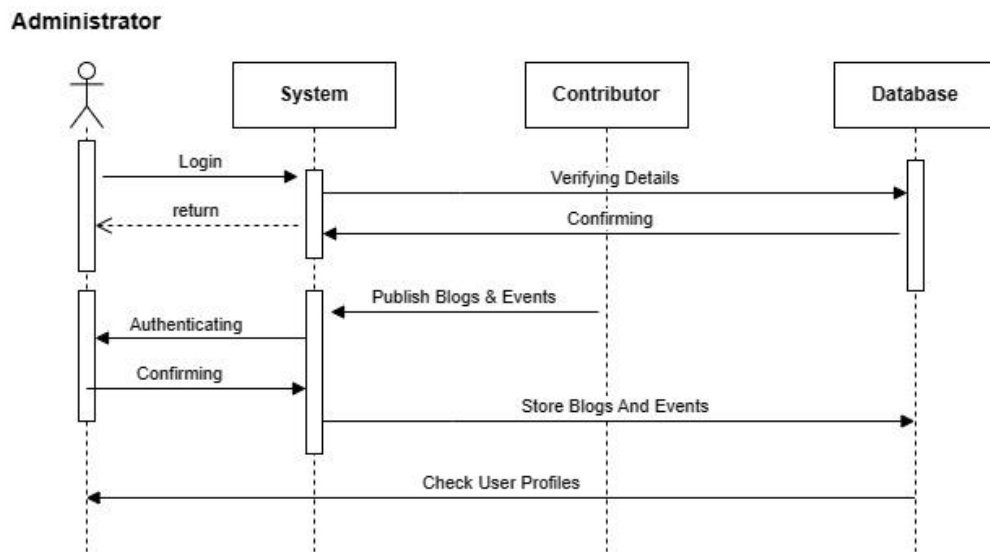 Administrator
System
Contributor
Database
Login
Verifying Details
return
Confirming
Publish Blogs & Events
Authenticating
Confirming
Store Blogs And Events
Check User Profiles